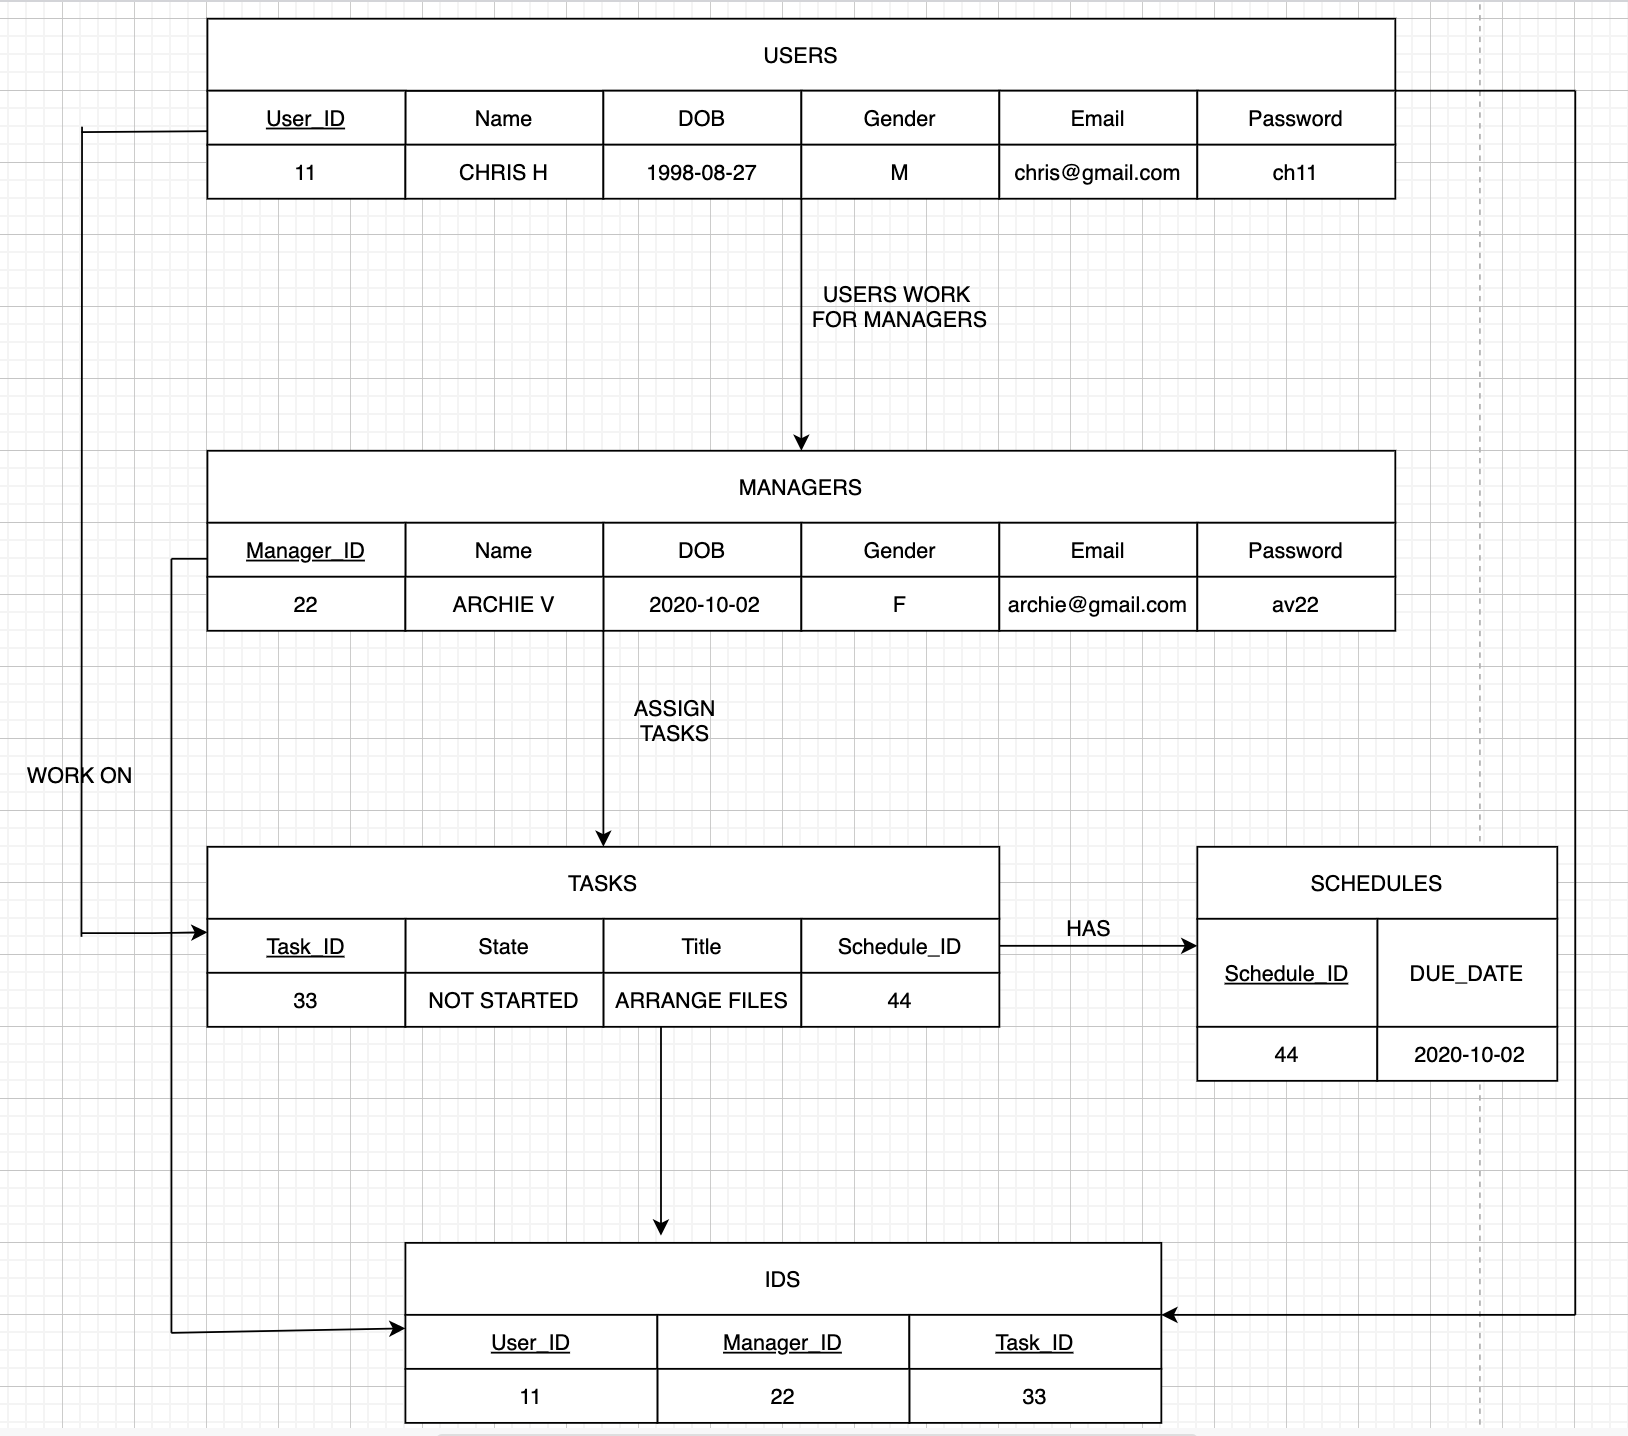 USERS
User_ID Name DOB Gender Email Password
11 CHRIS H 1998-08-27 M chris@gmail.com ch11
USERS WORK
FOR MANAGERS
MANAGERS
Manager_ID Name DOB Gender Email Password
22 ARCHIE V 2020-10-02 F archie@gmail.com av22
ASSIGN
TASKS
WORK ON
TASKS
Task_ID State Title Schedule_ID
33 NOT STARTED ARRANGE FILES 44
HAS
SCHEDULES
Schedule_ID DUE_DATE
44 2020-10-02
IDS
User_ID Manager_ID Task_ID
11 22 33